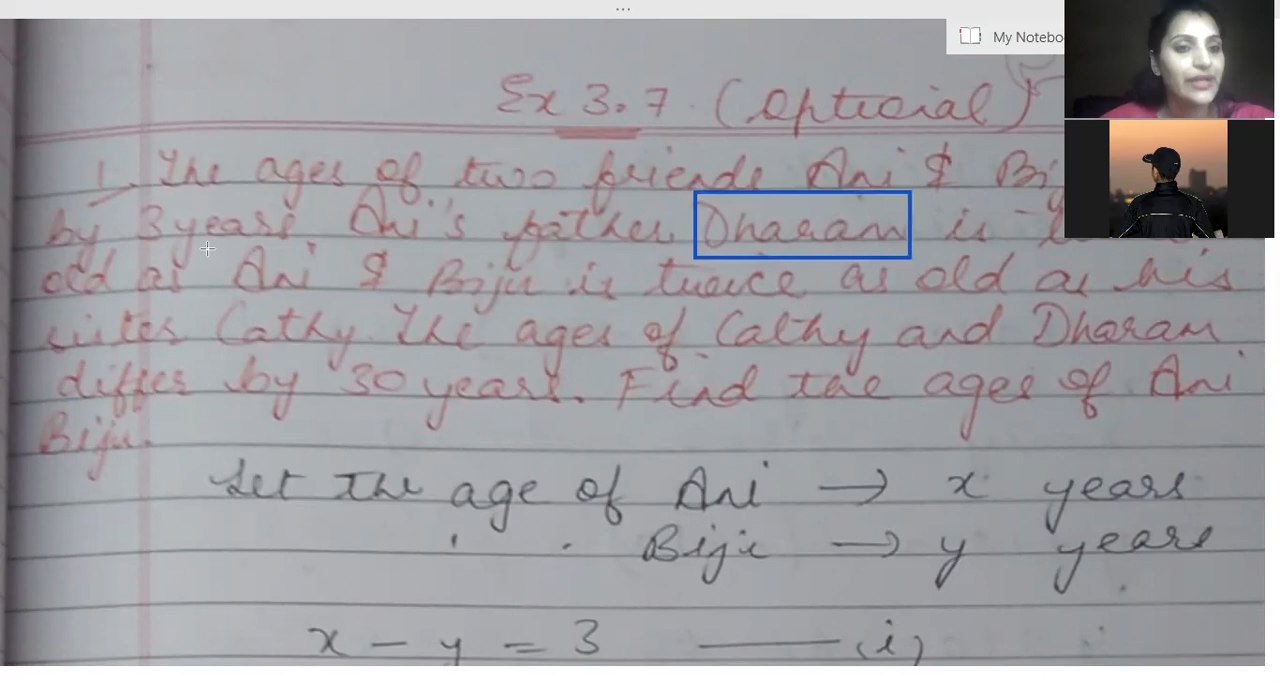 ...
My Notebo
Ex 3.7. (Opticial)
1. The ages of two friends Ani & Bi
by 3 years Ani's father Dharam is
old as Ani & Biju is twice as old as his
sister Cathy. The ages of Cathy and Dharam
differ by 30 years. Find the ages of Ani
Biju.
Let the age of Ani → x years
Biju → y years
x - y = 3 —— (i)